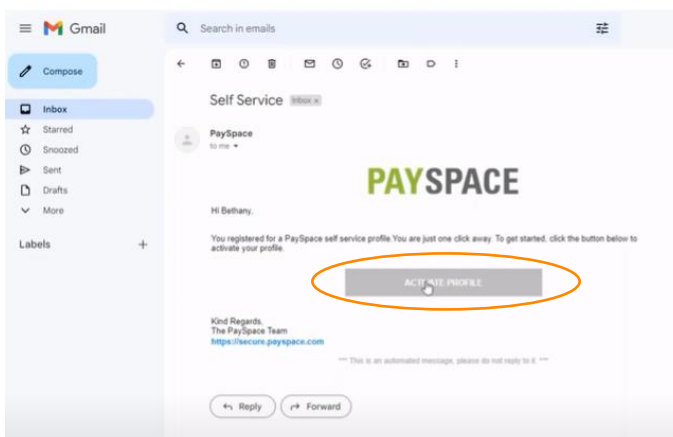 Gmail
Search in emails
Compose
Inbox
Starred
Snoozed
Sent
Drafts
More
Labels
Self Service Inbox x
PaySpace
to me
PAYSPACE
Hi Bethany,
You registered for a PaySpace self service profile.You are just one click away. To get started, click the button below to
activate your profile.
ACTIVATE PROFILE
Kind Regards,
The PaySpace Team
https://secure.payspace.com
*** This is an automated message, please do not reply to it. ***
Reply Forward